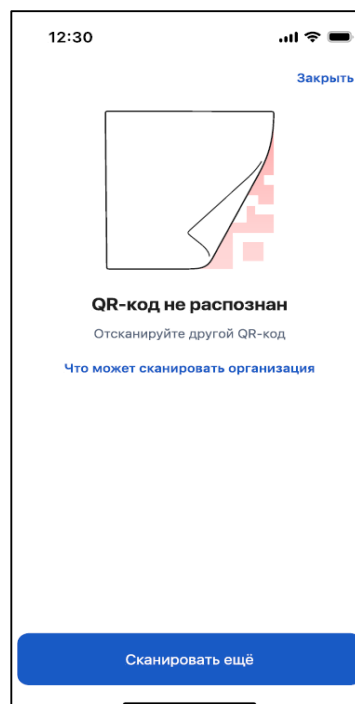 12:30
Закрыть
QR-код не распознан
Отсканируйте другой QR-код
Что может сканировать организация
Сканировать ещё